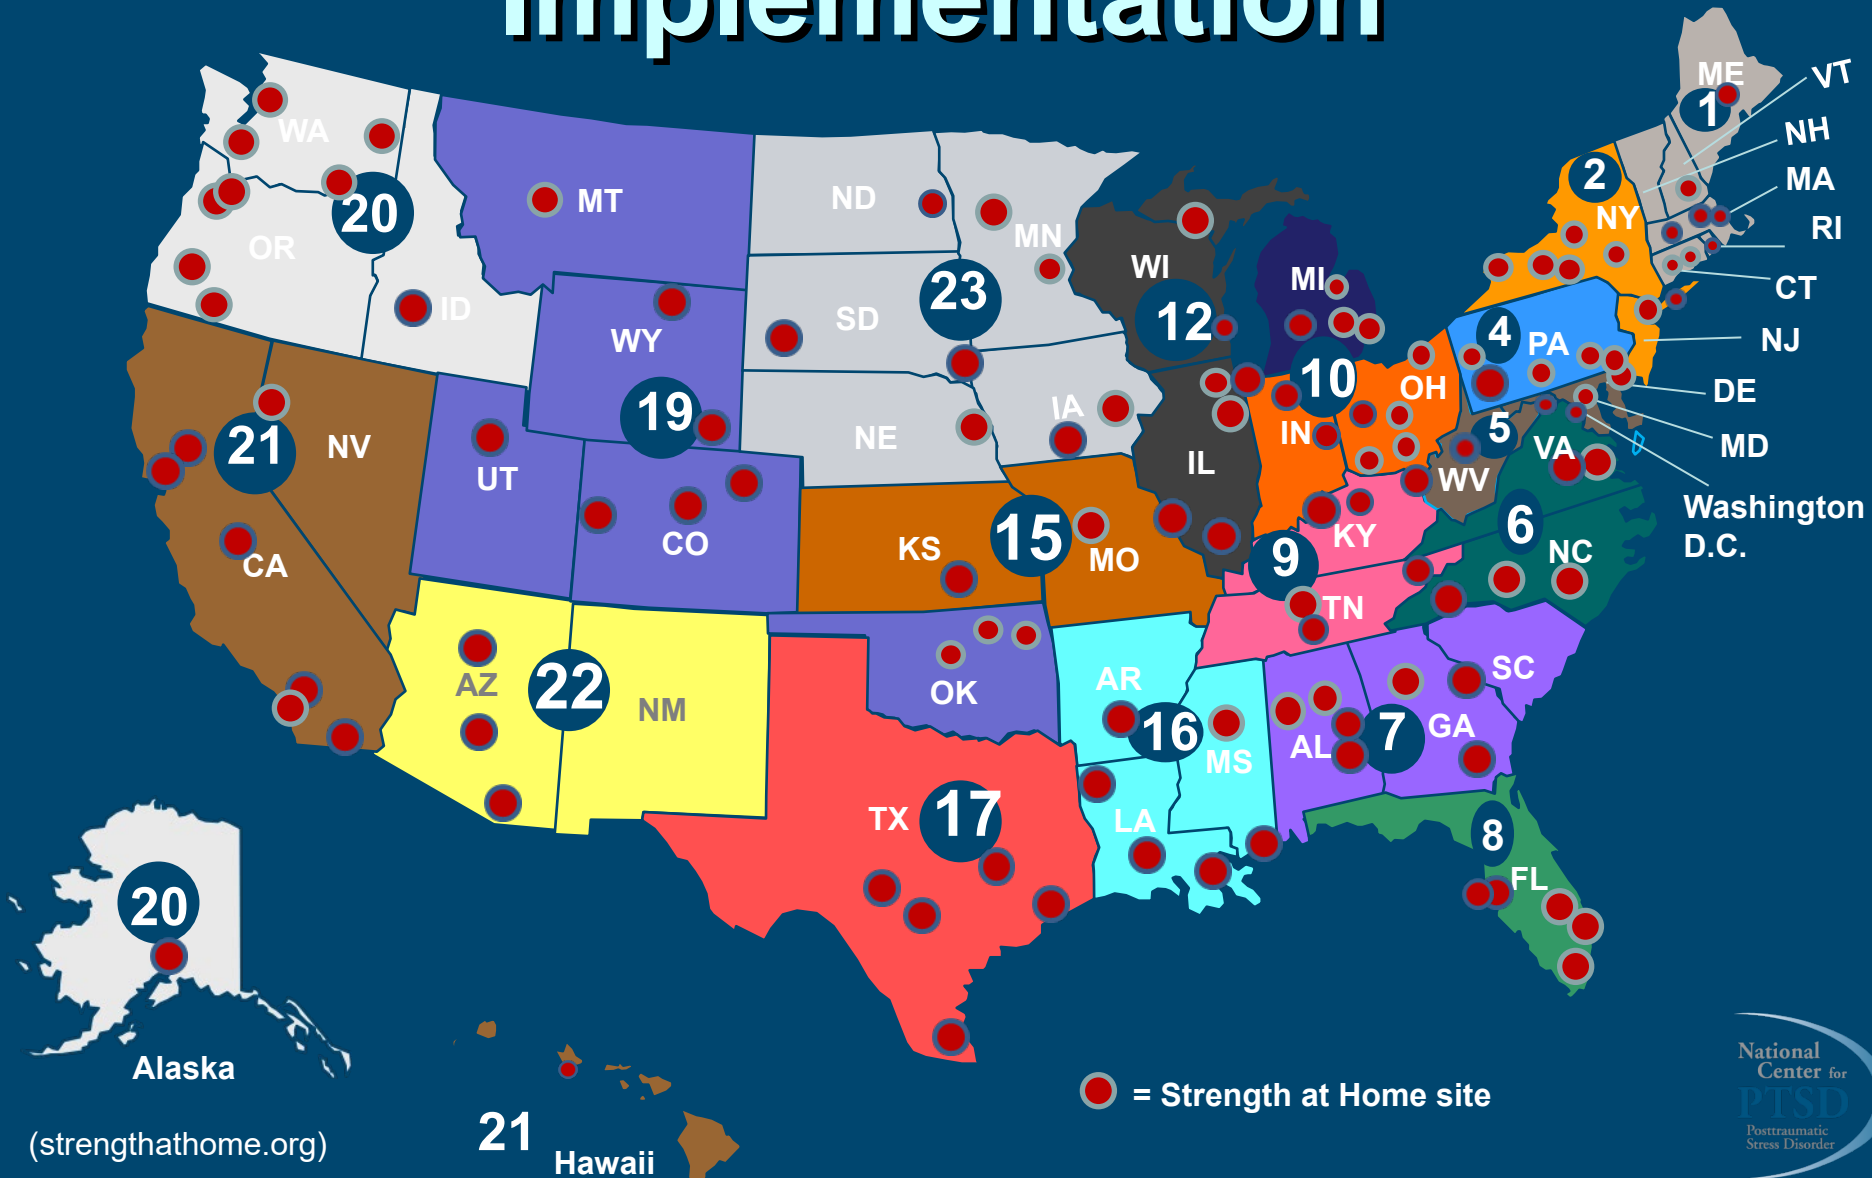 Implementation
ME
VT
1
NH
WA
2
MA
ND
MT
20
NY
RI
MN
OR
WI
MI
CT
23
ID
SD
12
4
PA
NJ
WY
10
OH
DE
19
IA
IN
5
MD
21
NV
NE
VA
UT
IL
WV
Washington
D.C.
6
15
KY
CO
KS
MO
9
NC
CA
TN
AZ
22
NM
OK
AR
SC
16
MS
AL
7
GA
TX
17
LA
8
FL
20
Alaska
21
Hawaii
= Strength at Home site
(strengthathome.org)
National
Center for
PTSD
Posttraumatic
Stress Disorder